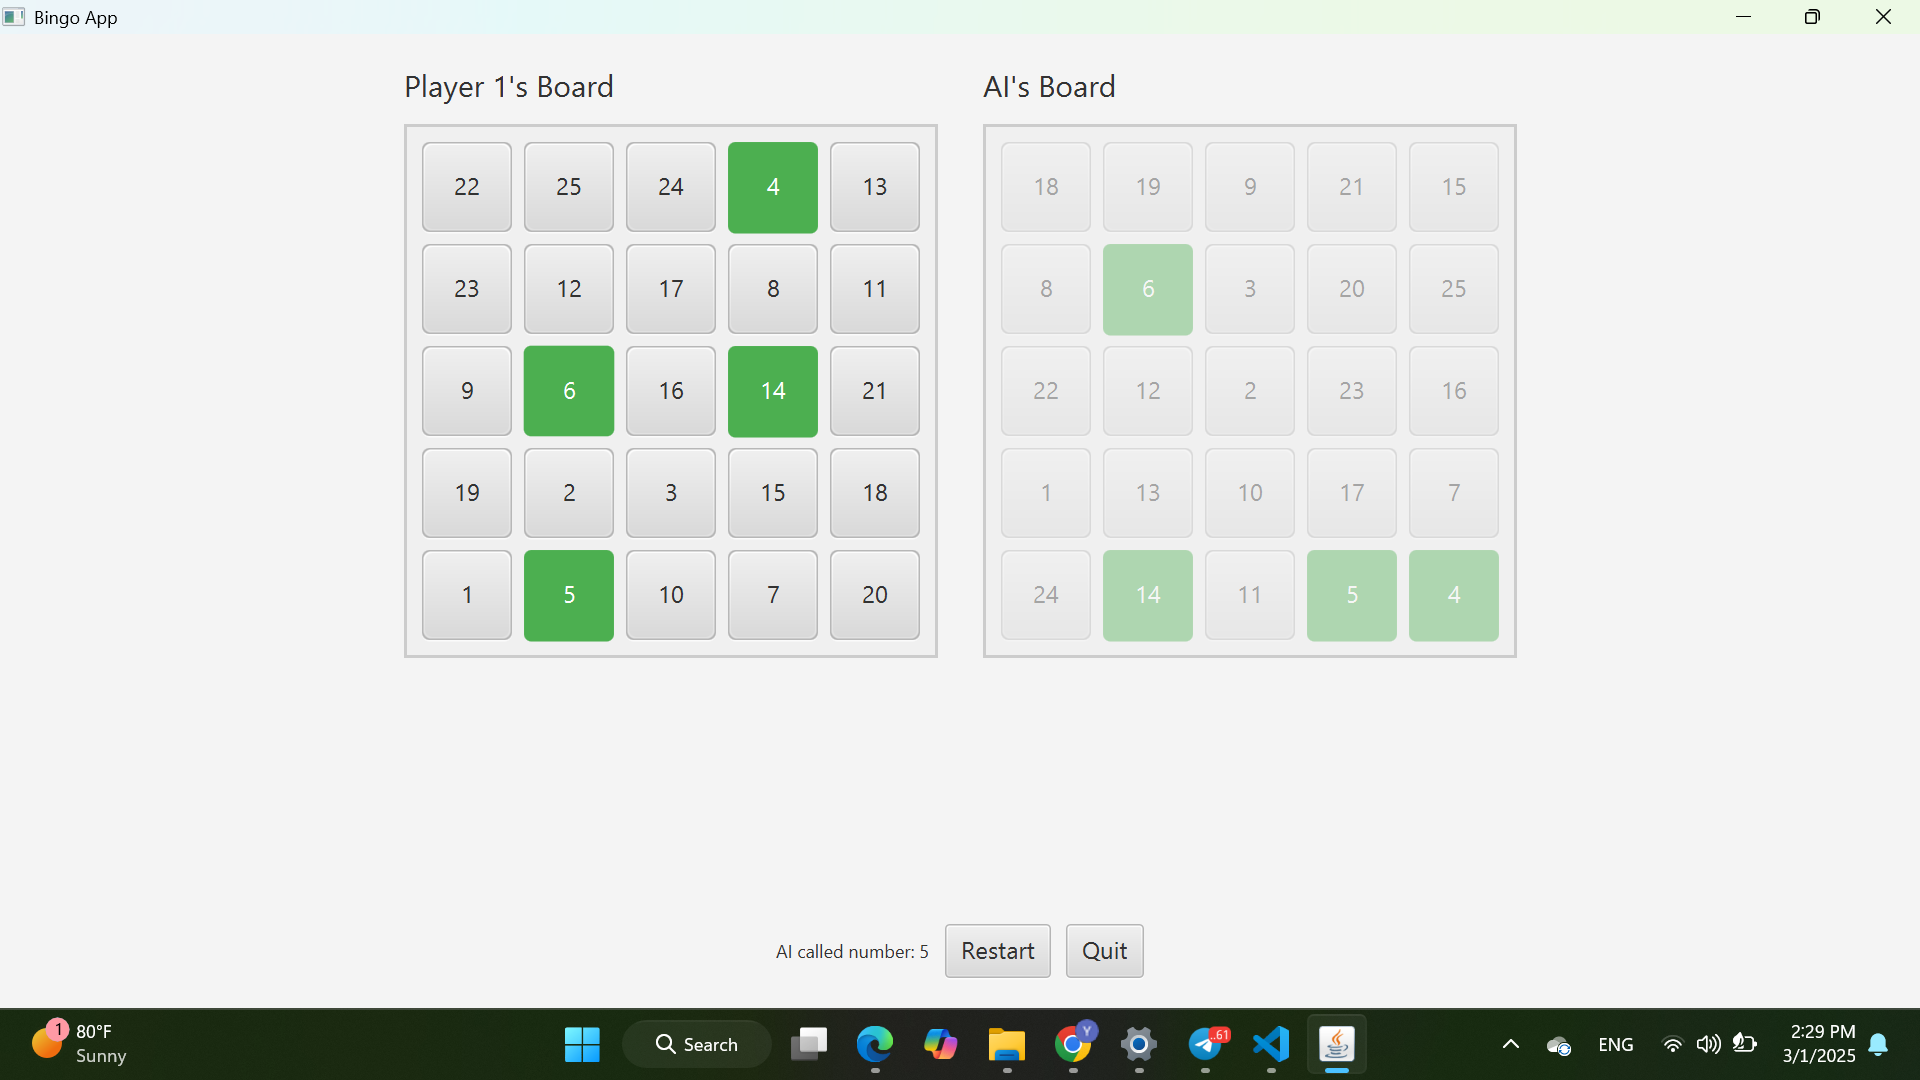 Bingo App
Player 1's Board
22 25 24 4 13
23 12 17 8 11
9 6 16 14 21
19 2 3 15 18
1 5 10 7 20
AI's Board
18 19 9 21 15
8 6 3 20 25
22 12 2 23 16
1 13 10 17 7
24 14 11 5 4
AI called number: 5 Restart Quit
1
80°F
Sunny
Search
Y
..61
ENG
2:29 PM
3/1/2025